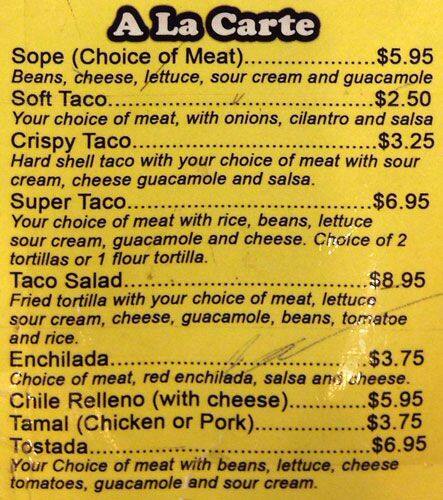 A La Carte
Sope (Choice of Meat)....................$5.95
Beans, cheese, lettuce, sour cream and guacamole
Soft Taco.........................................$2.50
Your choice of meat, with onions, cilantro and salsa
Crispy Taco......................................$3.25
Hard shell taco with your choice of meat with sour
cream, cheese guacamole and salsa.
Super Taco......................................$6.95
Your choice of meat with rice, beans, lettuce
sour cream, guacamole and cheese. Choice of 2
tortillas or 1 flour tortilla.
Taco Salad......................................$8.95
Fried tortilla with your choice of meat, lettuce
sour cream, cheese, guacamole, beans, tomatoe
and rice.
Enchilada........................................$3.75
Choice of meat, red enchilada, salsa and cheese.
Chile Relleno (with cheese).............$5.95
Tamal (Chicken or Pork)..................$3.75
Tostada............................................$6.95
Your Choice of meat with beans, lettuce, cheese
tomatoes, guacamole and sour cream.